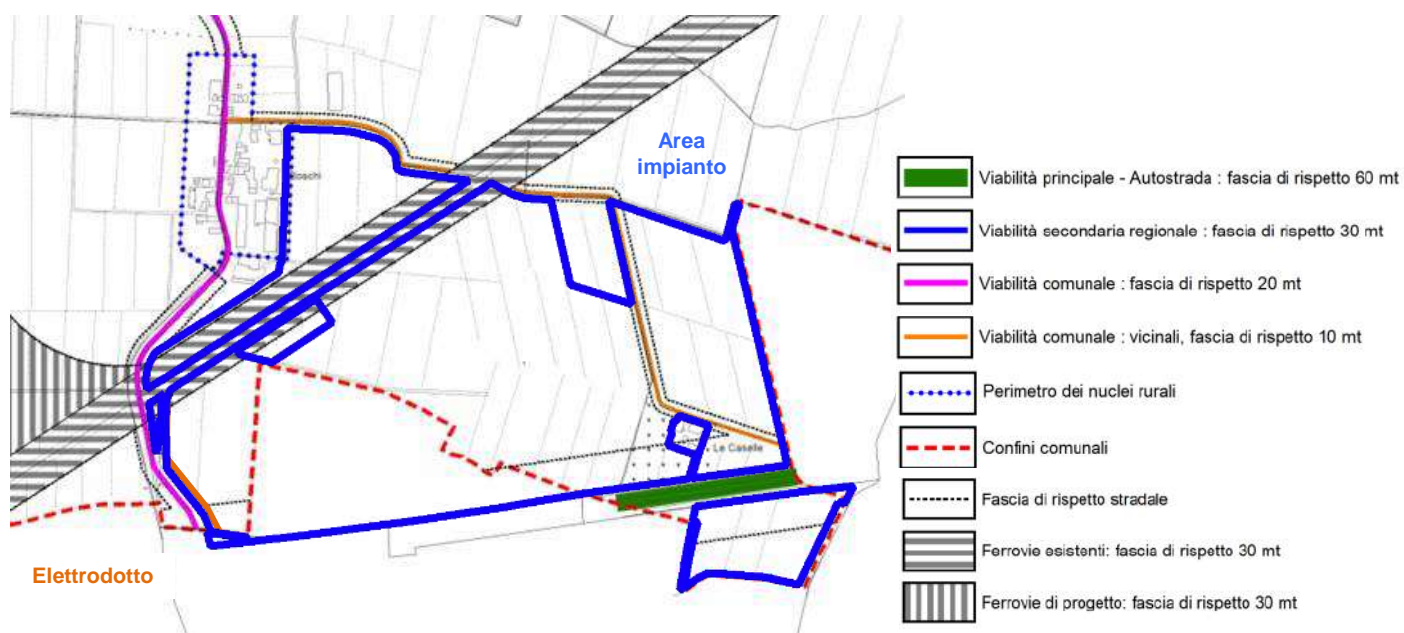 Area
impianto
Boschi
Le Caselle
Elettrodotto
Viabilità principale - Autostrada : fascia di rispetto 60 mt
Viabilità secondaria regionale : fascia di rispetto 30 mt
Viabilità comunale : fascia di rispetto 20 mt
Viabilità comunale : vicinali, fascia di rispetto 10 mt
Perimetro dei nuclei rurali
Confini comunali
Fascia di rispetto stradale
Ferrovie esistenti: fascia di rispetto 30 mt
Ferrovie di progetto: fascia di rispetto 30 mt